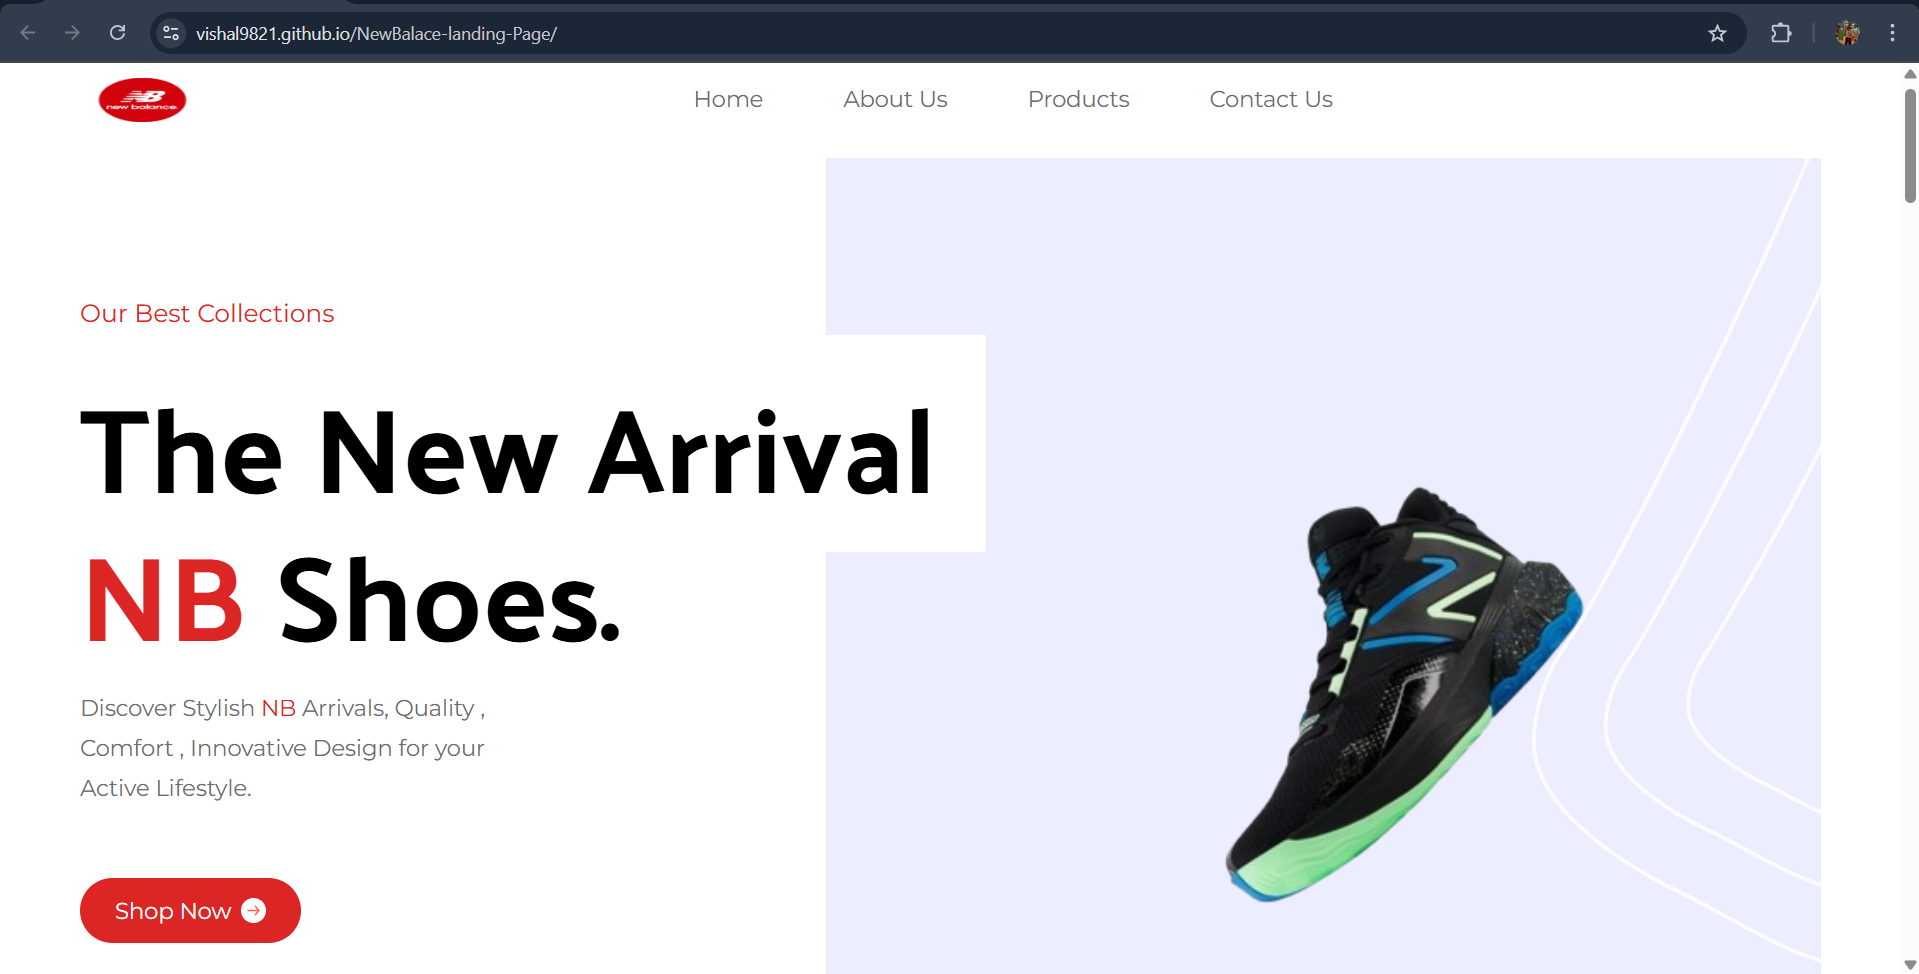 vishal9821.github.io/NewBalace-landing-Page/
NB
new balance
Home
About Us
Products
Contact Us
Our Best Collections
The New Arrival
NB Shoes.
Discover Stylish NB Arrivals, Quality ,
Comfort , Innovative Design for your
Active Lifestyle.
Shop Now